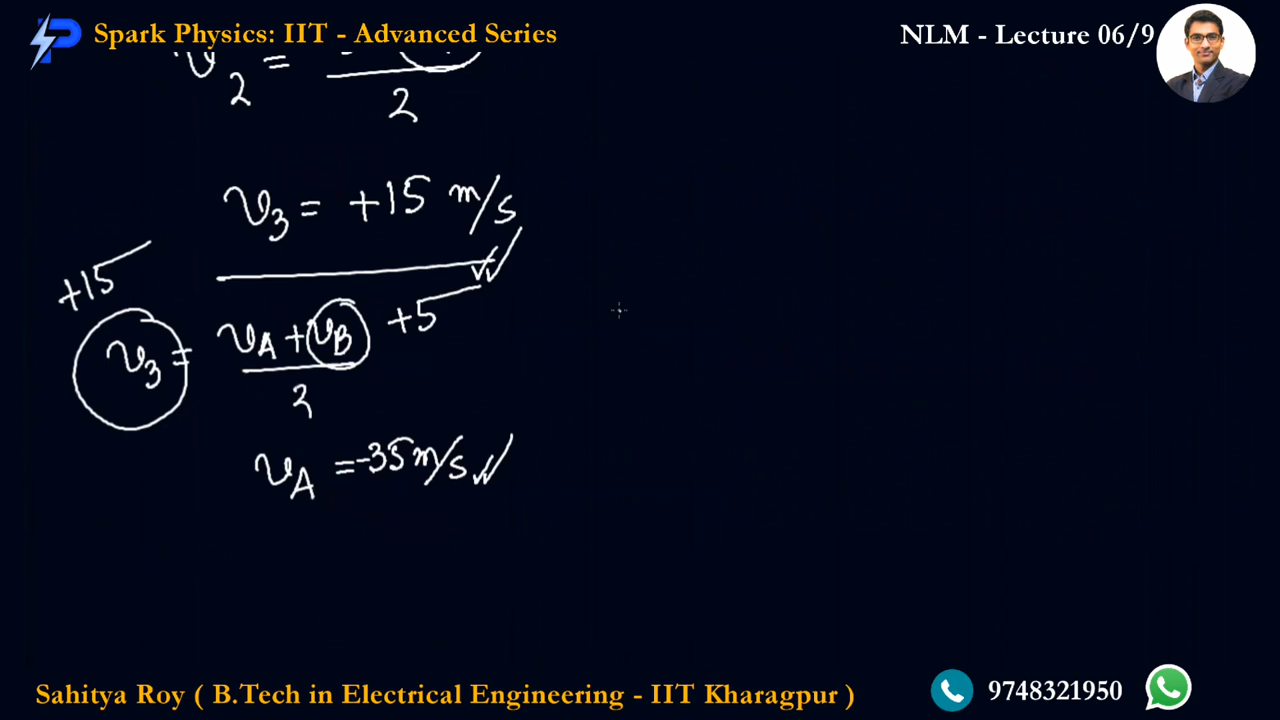 Spark Physics: IIT - Advanced Series
NLM - Lecture 06/9
2 =
2
v3 = +15 m/s
+15
v3 = vA + vB +5
2
vA = -35 m/s
Sahitya Roy ( B.Tech in Electrical Engineering - IIT Kharagpur )
9748321950